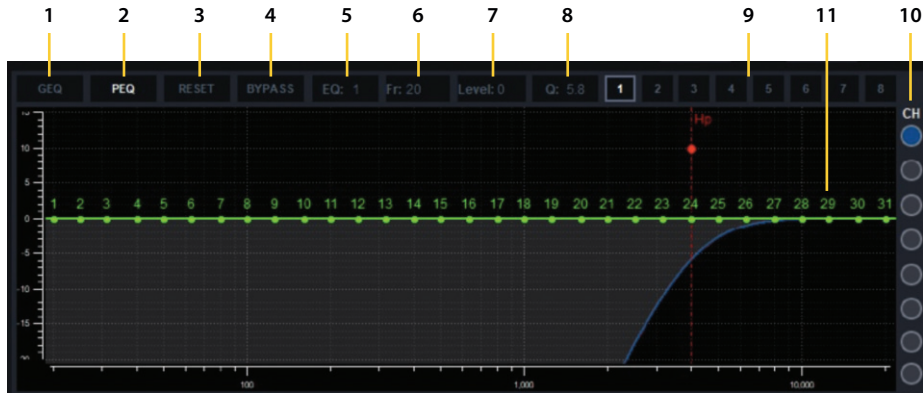 1 2 3 4 5 6 7 8 9 11 10
GEQ PEQ RESET BYPASS EQ: 1 Fr: 20 Level: 0 Q: 5.8 1 2 3 4 5 6 7 8
CH
Hp
10
5
1 2 3 4 5 6 7 8 9 10 11 12 13 14 15 16 17 18 19 20 21 22 23 24 25 26 27 28 29 30 31
0
-5
-10
-15
100 1,000 10,000